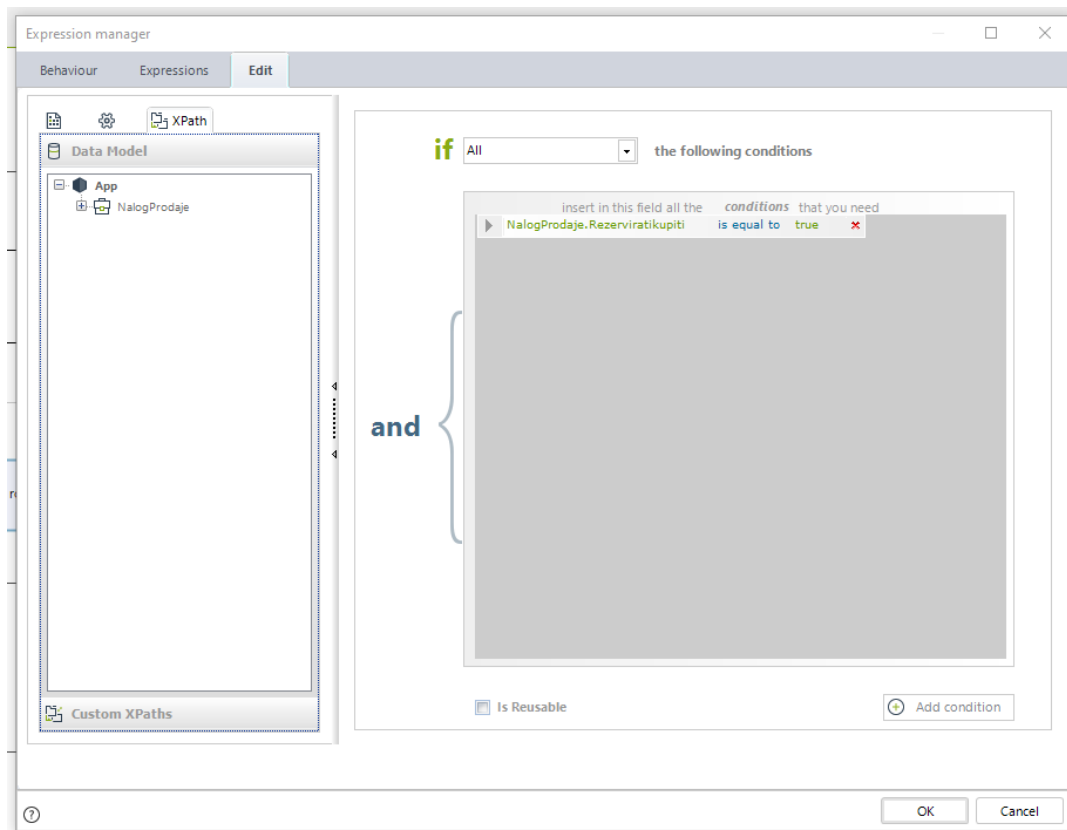 Expression manager
Behaviour Expressions Edit
XPath
Data Model
App
NalogProdaje
Custom XPaths
if All the following conditions
insert in this field all the conditions that you need
NalogProdaje.Rezerviratikupiti is equal to true
and
Is Reusable
Add condition
OK Cancel